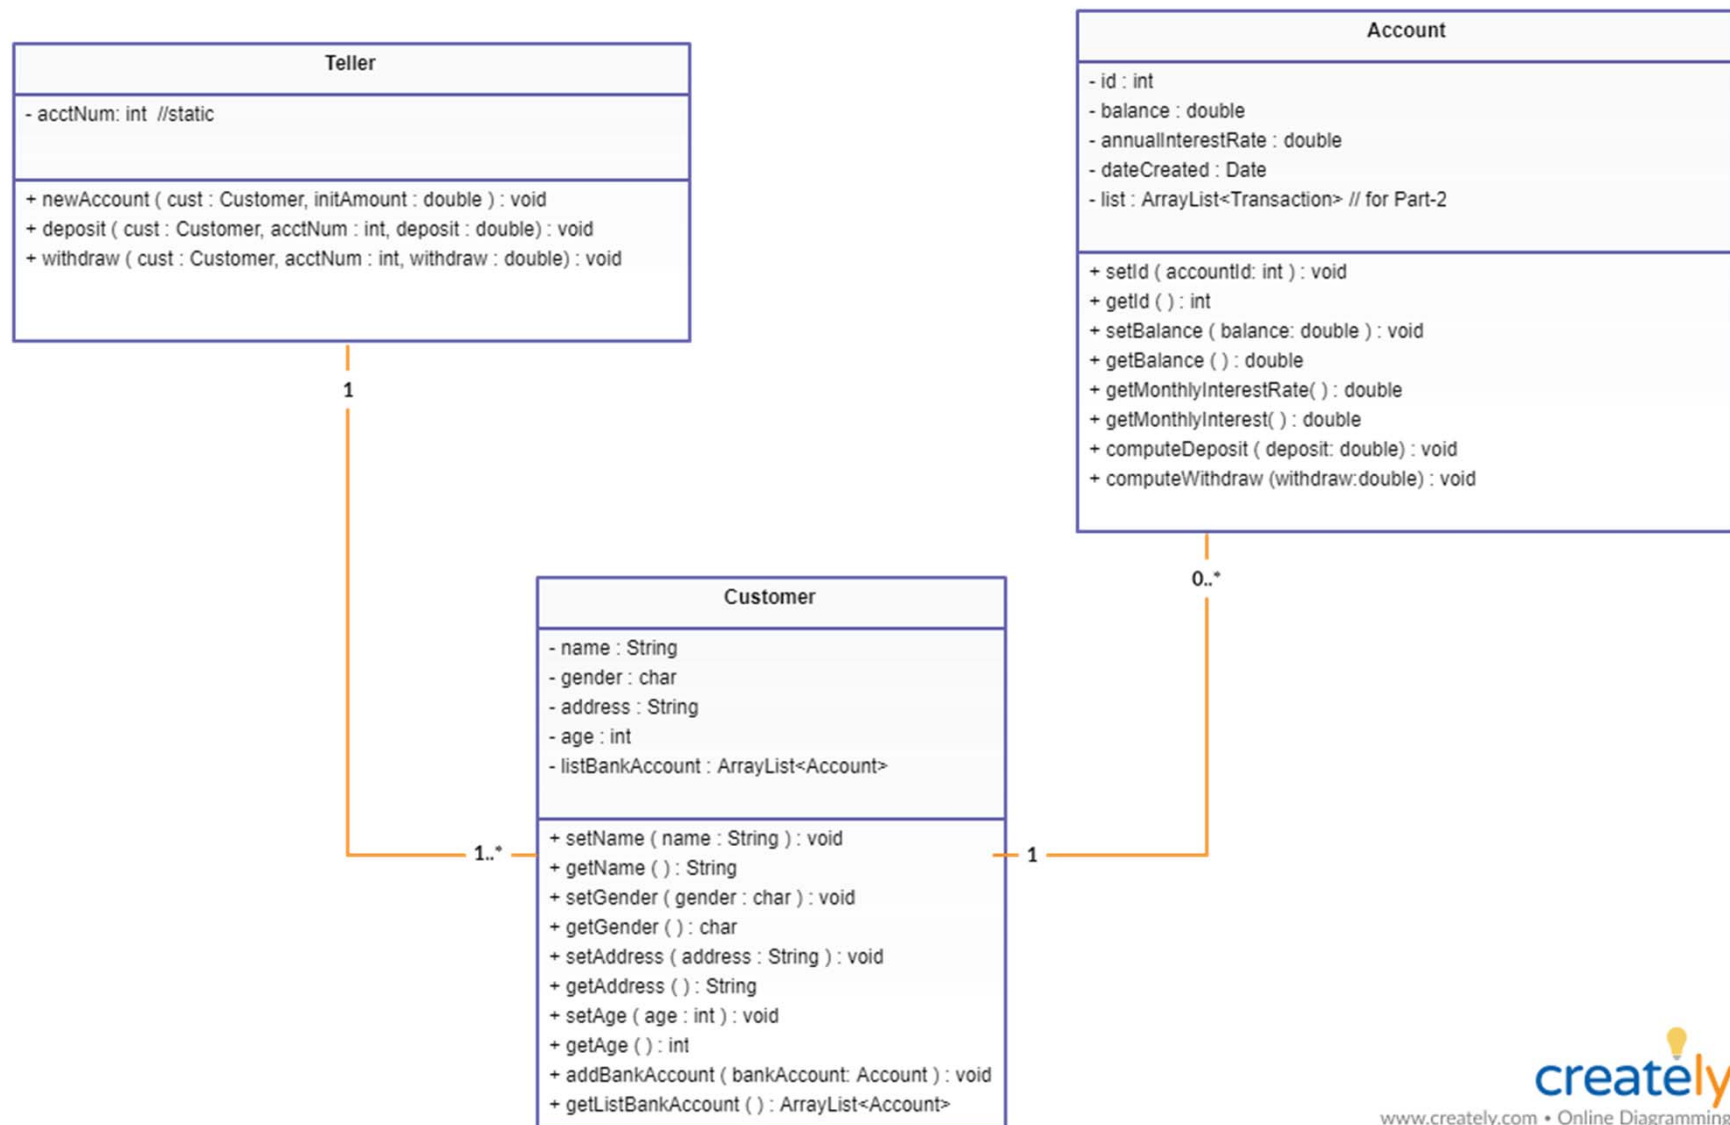 Teller
- acctNum: int  //static
+ newAccount ( cust : Customer, initAmount : double ) : void
+ deposit ( cust : Customer, acctNum : int, deposit : double) : void
+ withdraw ( cust : Customer, acctNum : int, withdraw : double) : void
1
1..*
Account
- id : int
- balance : double
- annualInterestRate : double
- dateCreated : Date
- list : ArrayList<Transaction> // for Part-2
+ setId ( accountId: int ) : void
+ getId ( ) : int
+ setBalance ( balance: double ) : void
+ getBalance ( ) : double
+ getMonthlyInterestRate( ) : double
+ getMonthlyInterest( ) : double
+ computeDeposit ( deposit: double) : void
+ computeWithdraw (withdraw:double) : void
0..*
1
Customer
- name : String
- gender : char
- address : String
- age : int
- listBankAccount : ArrayList<Account>
+ setName ( name : String ) : void
+ getName ( ) : String
+ setGender ( gender : char ) : void
+ getGender ( ) : char
+ setAddress ( address : String ) : void
+ getAddress ( ) : String
+ setAge ( age : int ) : void
+ getAge ( ) : int
+ addBankAccount ( bankAccount: Account ) : void
+ getListBankAccount ( ) : ArrayList<Account>
creately
www.creately.com • Online Diagramming